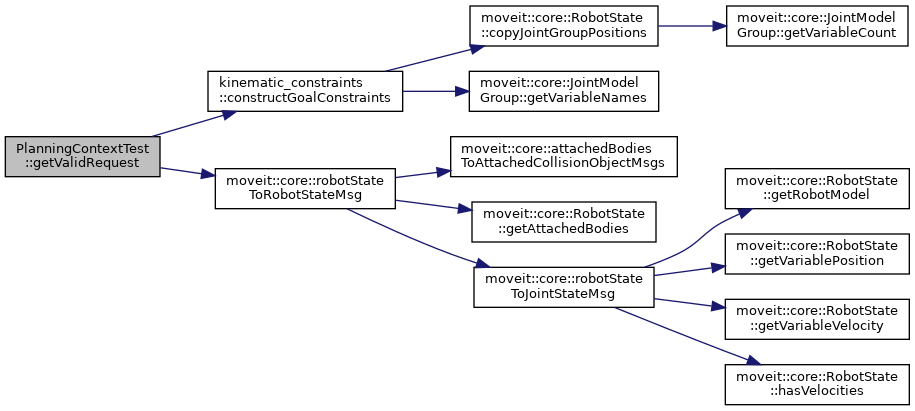 PlanningContextTest
::getValidRequest
kinematic_constraints
::constructGoalConstraints
moveit::core::RobotState
::copyJointGroupPositions
moveit::core::JointModel
Group::getVariableCount
moveit::core::JointModel
Group::getVariableNames
moveit::core::robotState
ToRobotStateMsg
moveit::core::attachedBodies
ToAttachedCollisionObjectMsgs
moveit::core::RobotState
::getAttachedBodies
moveit::core::robotState
ToJointStateMsg
moveit::core::RobotState
::getRobotModel
moveit::core::RobotState
::getVariablePosition
moveit::core::RobotState
::getVariableVelocity
moveit::core::RobotState
::hasVelocities